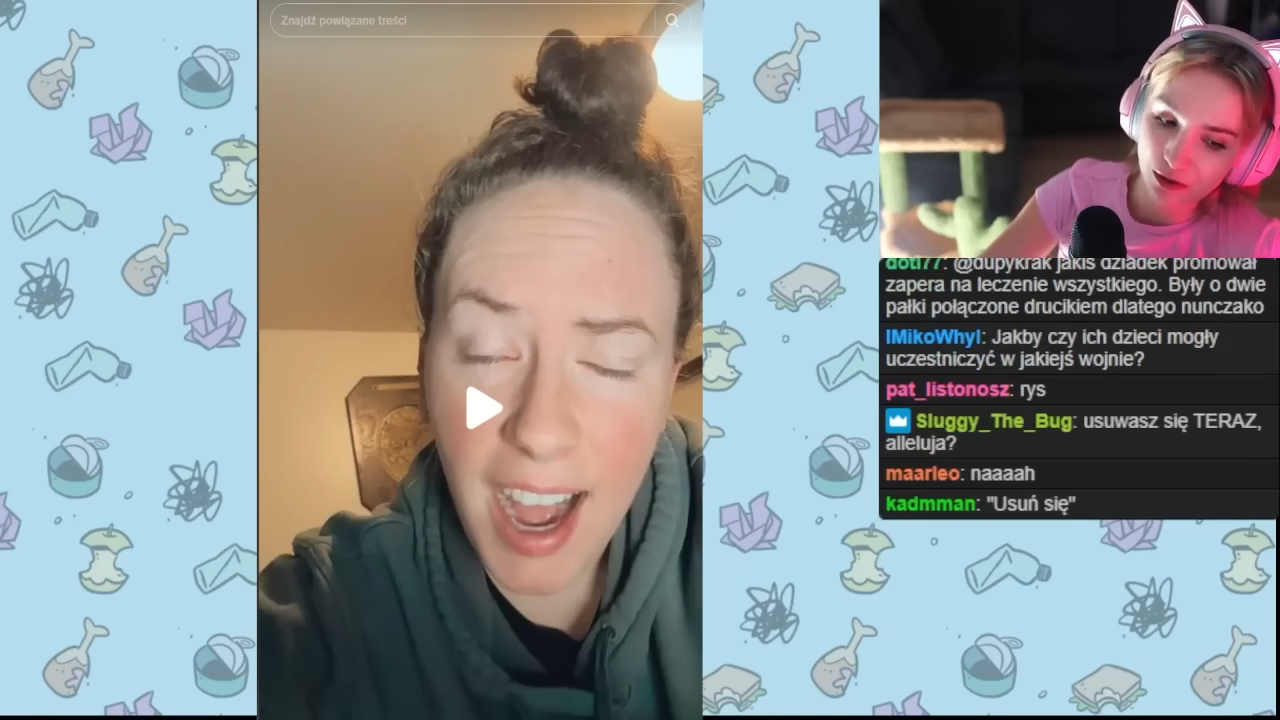 Znajdź powiązane treści
doti77: @dupykrak jakiś dziadek promował
zapera na leczenie wszystkiego. Były o dwie
pałki połączone drucikiem dlatego nunczako
IMikoWhyI: Jakby czy ich dzieci mogły
uczestniczyć w jakiejś wojnie?
pat_listonosz: rys
Sluggy_The_Bug: usuwasz się TERAZ,
alleluja?
maarleo: naaaah
kadmman: "Usuń się"